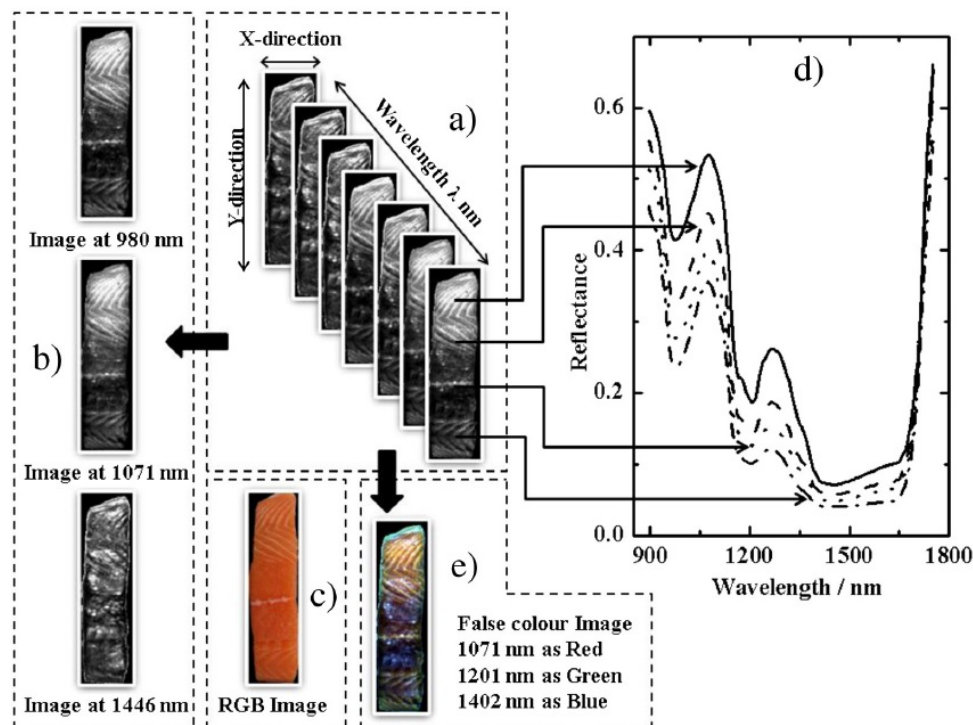 X-direction
Y-direction
Wavelength λ nm
a)
Image at 980 nm
b)
Image at 1071 nm
Image at 1446 nm
c)
RGB Image
e)
False colour Image
1071 nm as Red
1201 nm as Green
1402 nm as Blue
d)
Reflectance
0.6
0.4
0.2
0.0
900
1200
1500
1800
Wavelength / nm